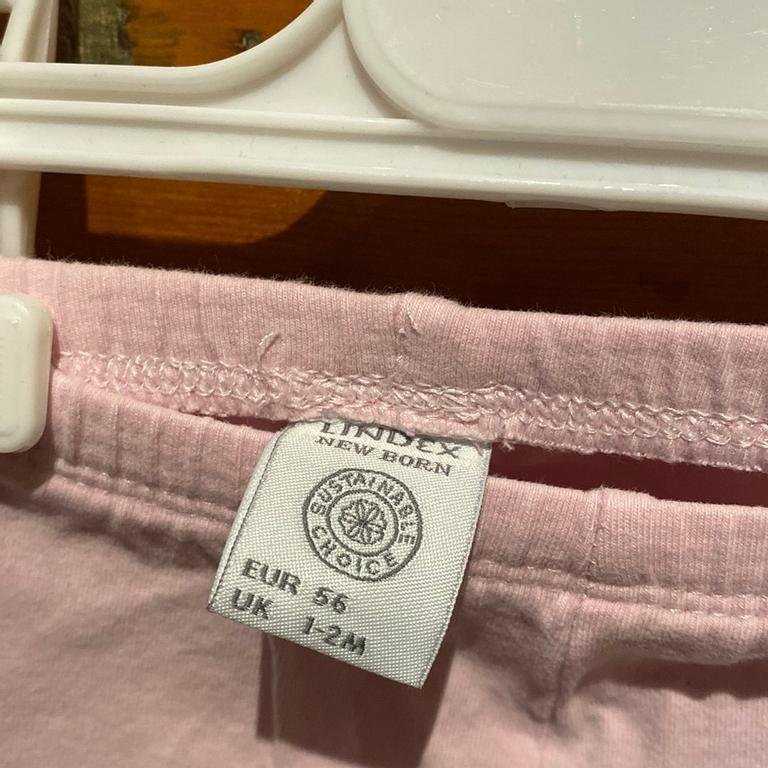 LINDEX
NEW BORN
SUSTAINABLE
CHOICE
EUR 56
UK 1-2M